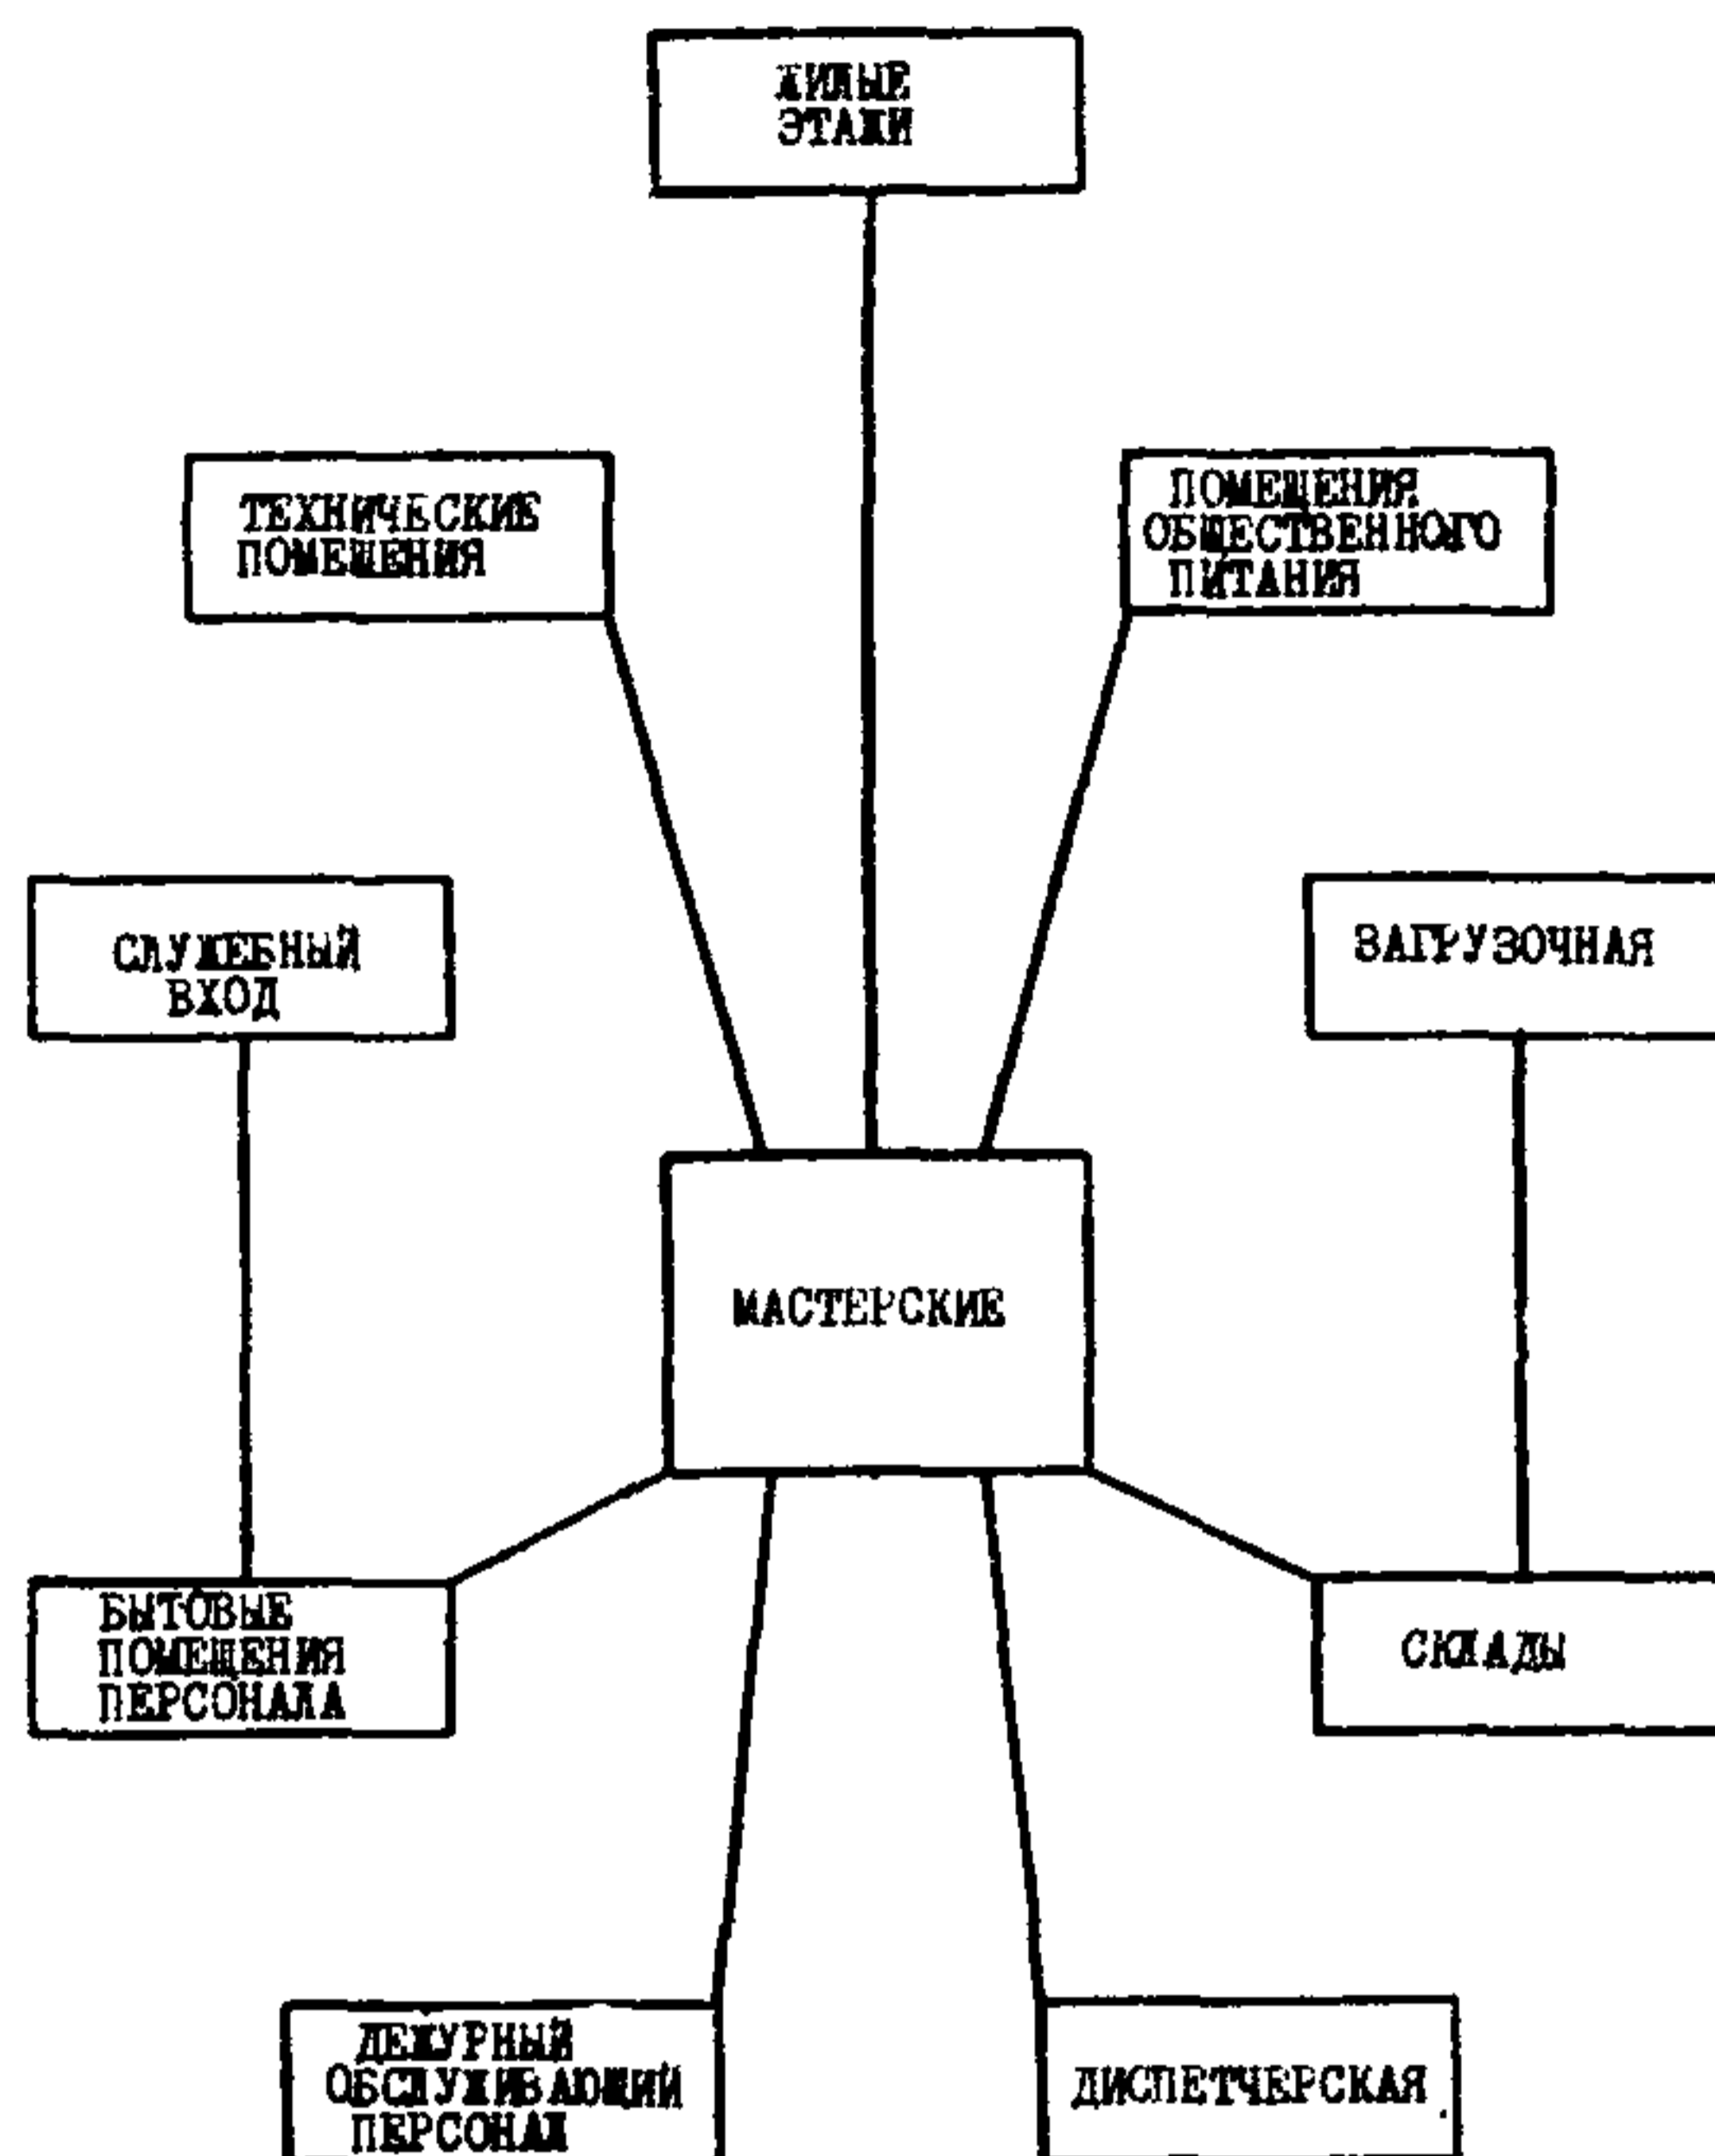 ЖИЛЫЕ
ЭТАЖИ
ТЕХНИЧЕСКИЕ
ПОМЕЩЕНИЯ
ПОМЕЩЕНИЯ
ОБЩЕСТВЕННОГО
ПИТАНИЯ
СЛУЖЕБНЫЙ
ВХОД
ЗАГРУЗОЧНАЯ
МАСТЕРСКИЕ
БЫТОВЫЕ
ПОМЕЩЕНИЯ
ПЕРСОНАЛА
СКЛАДЫ
ДЕЖУРНЫЙ
ОБСЛУЖИВАЮЩИЙ
ПЕРСОНАЛ
ДИСПЕТЧЕРСКАЯ